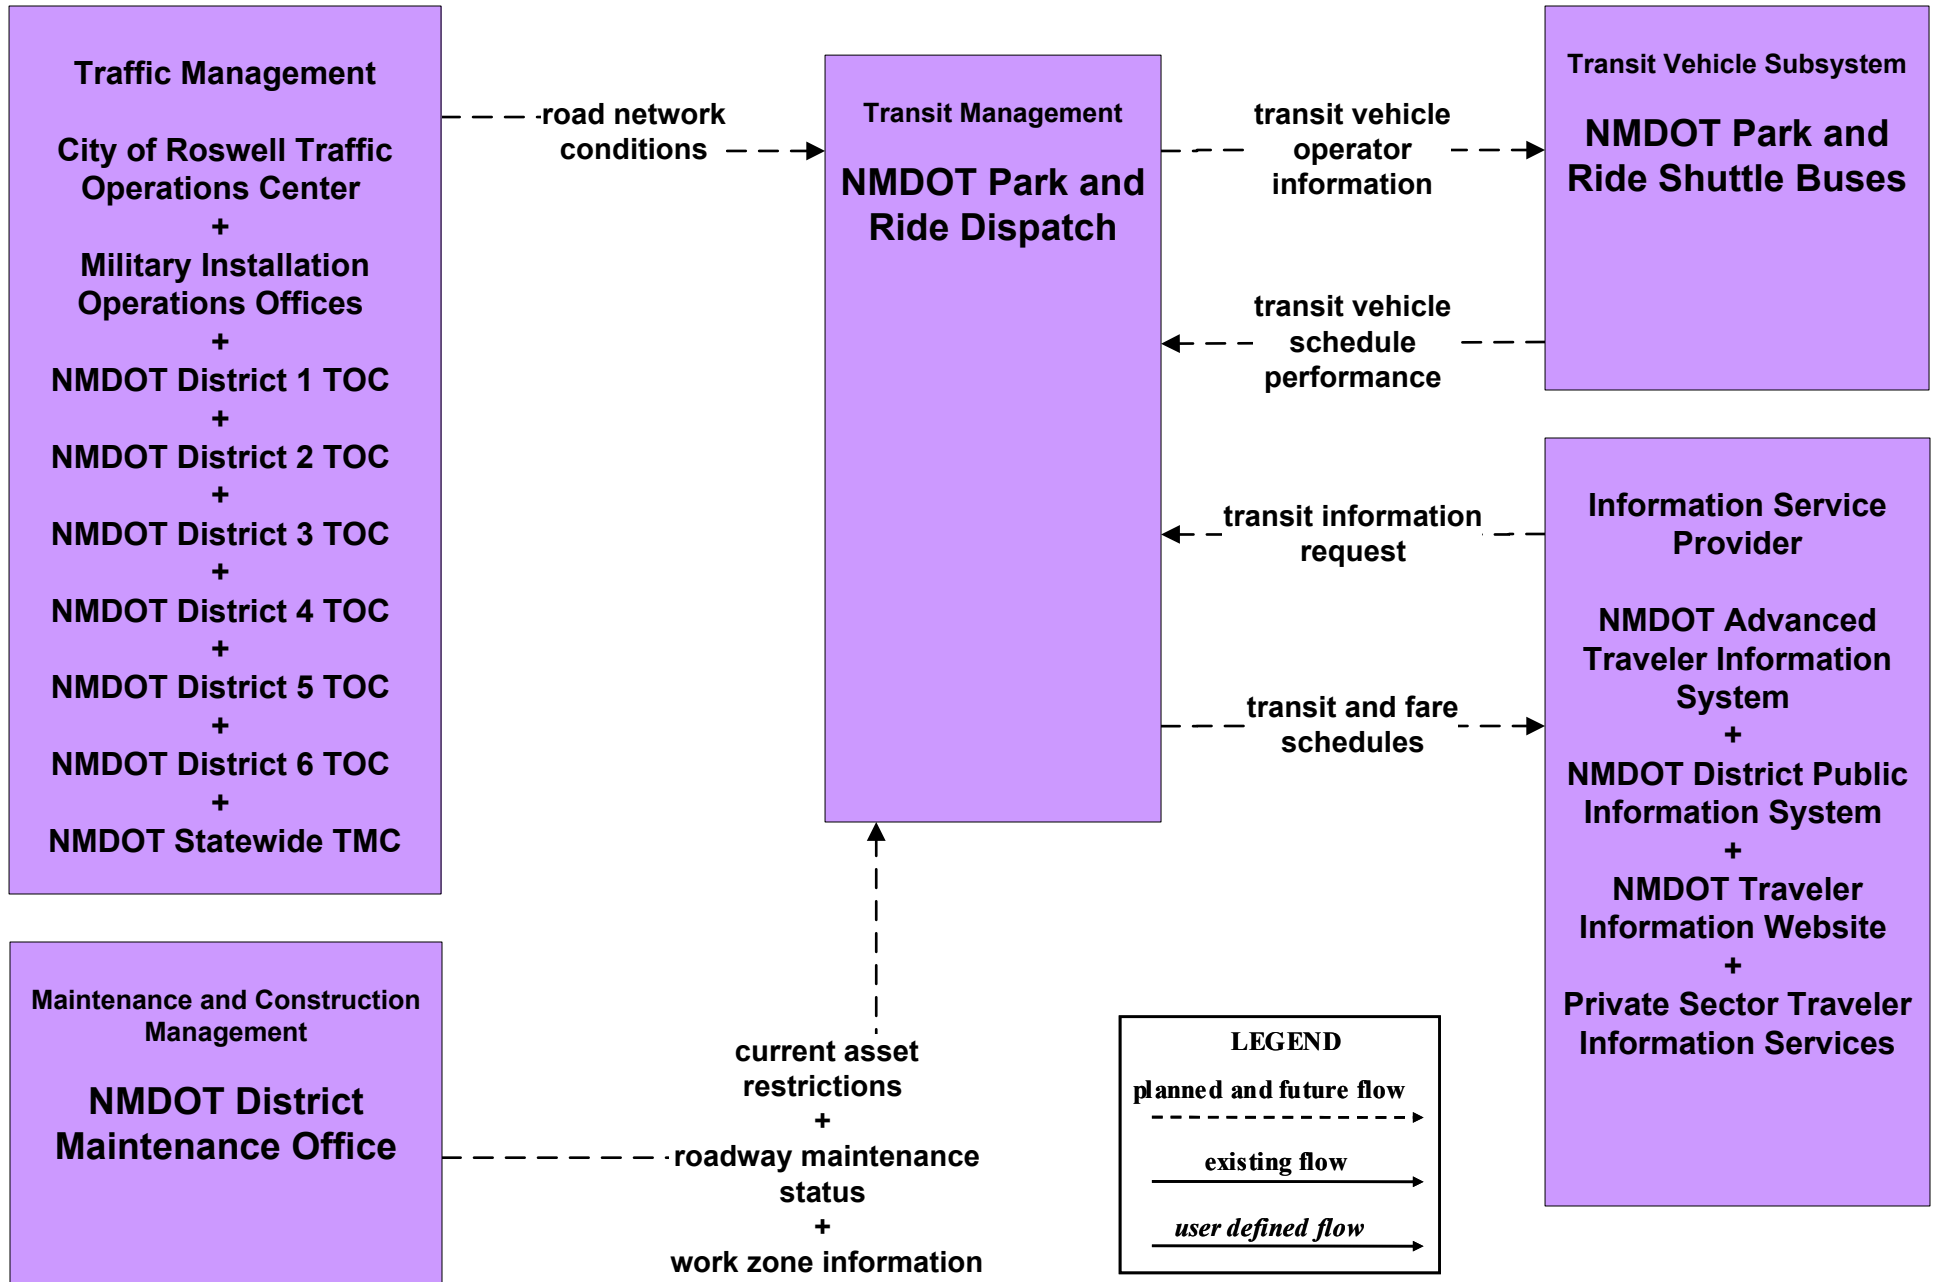 Traffic Management
City of Roswell Traffic
Operations Center
+
Military Installation
Operations Offices
+
NMDOT District 1 TOC
+
NMDOT District 2 TOC
+
NMDOT District 3 TOC
+
NMDOT District 4 TOC
+
NMDOT District 5 TOC
+
NMDOT District 6 TOC
+
NMDOT Statewide TMC
Maintenance and Construction
Management
NMDOT District
Maintenance Office
road network
conditions
Transit Management
NMDOT Park and
Ride Dispatch
current asset
restrictions
+
roadway maintenance
status
+
work zone information
transit vehicle
operator
information
transit vehicle
schedule
performance
transit information
request
transit and fare
schedules
Transit Vehicle Subsystem
NMDOT Park and
Ride Shuttle Buses
Information Service
Provider
NMDOT Advanced
Traveler Information
System
+
NMDOT District Public
Information System
+
NMDOT Traveler
Information Website
+
Private Sector Traveler
Information Services
LEGEND
planned and future flow
existing flow
user defined flow